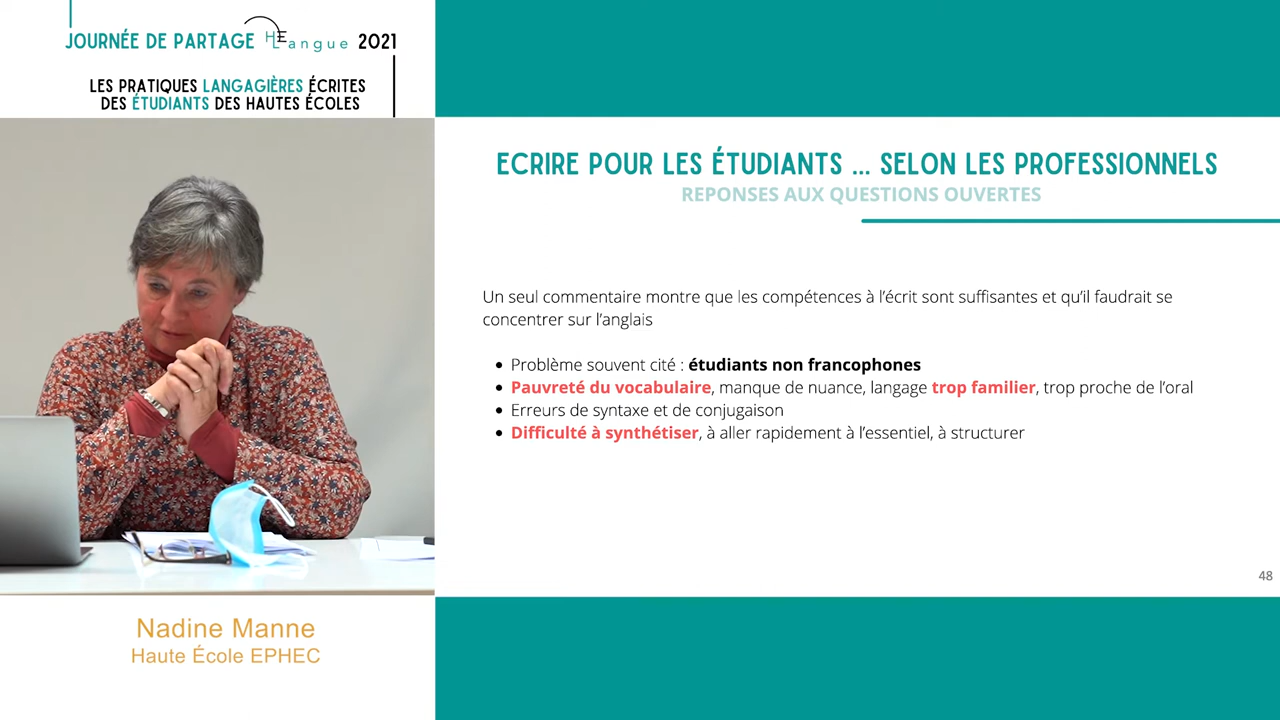 JOURNÉE DE PARTAGE HELangue 2021
LES PRATIQUES LANGAGIÈRES ÉCRITES
DES ÉTUDIANTS DES HAUTES ÉCOLES
ECRIRE POUR LES ÉTUDIANTS ... SELON LES PROFESSIONNELS
REPONSES AUX QUESTIONS OUVERTES
Un seul commentaire montre que les compétences à l'écrit sont suffisantes et qu'il faudrait se
concentrer sur l'anglais
• Problème souvent cité : étudiants non francophones
• Pauvreté du vocabulaire, manque de nuance, langage trop familier, trop proche de l'oral
• Erreurs de syntaxe et de conjugaison
• Difficulté à synthétiser, à aller rapidement à l'essentiel, à structurer
48
Nadine Manne
Haute École EPHEC